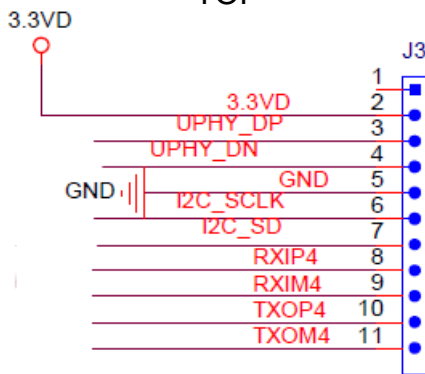 3.3VD
J3
1
3.3VD 2
UPHY_DP 3
UPHY_DN 4
GND GND 5
I2C_SCLK 6
I2C_SD 7
RXIP4 8
RXIM4 9
TXOP4 10
TXOM4 11